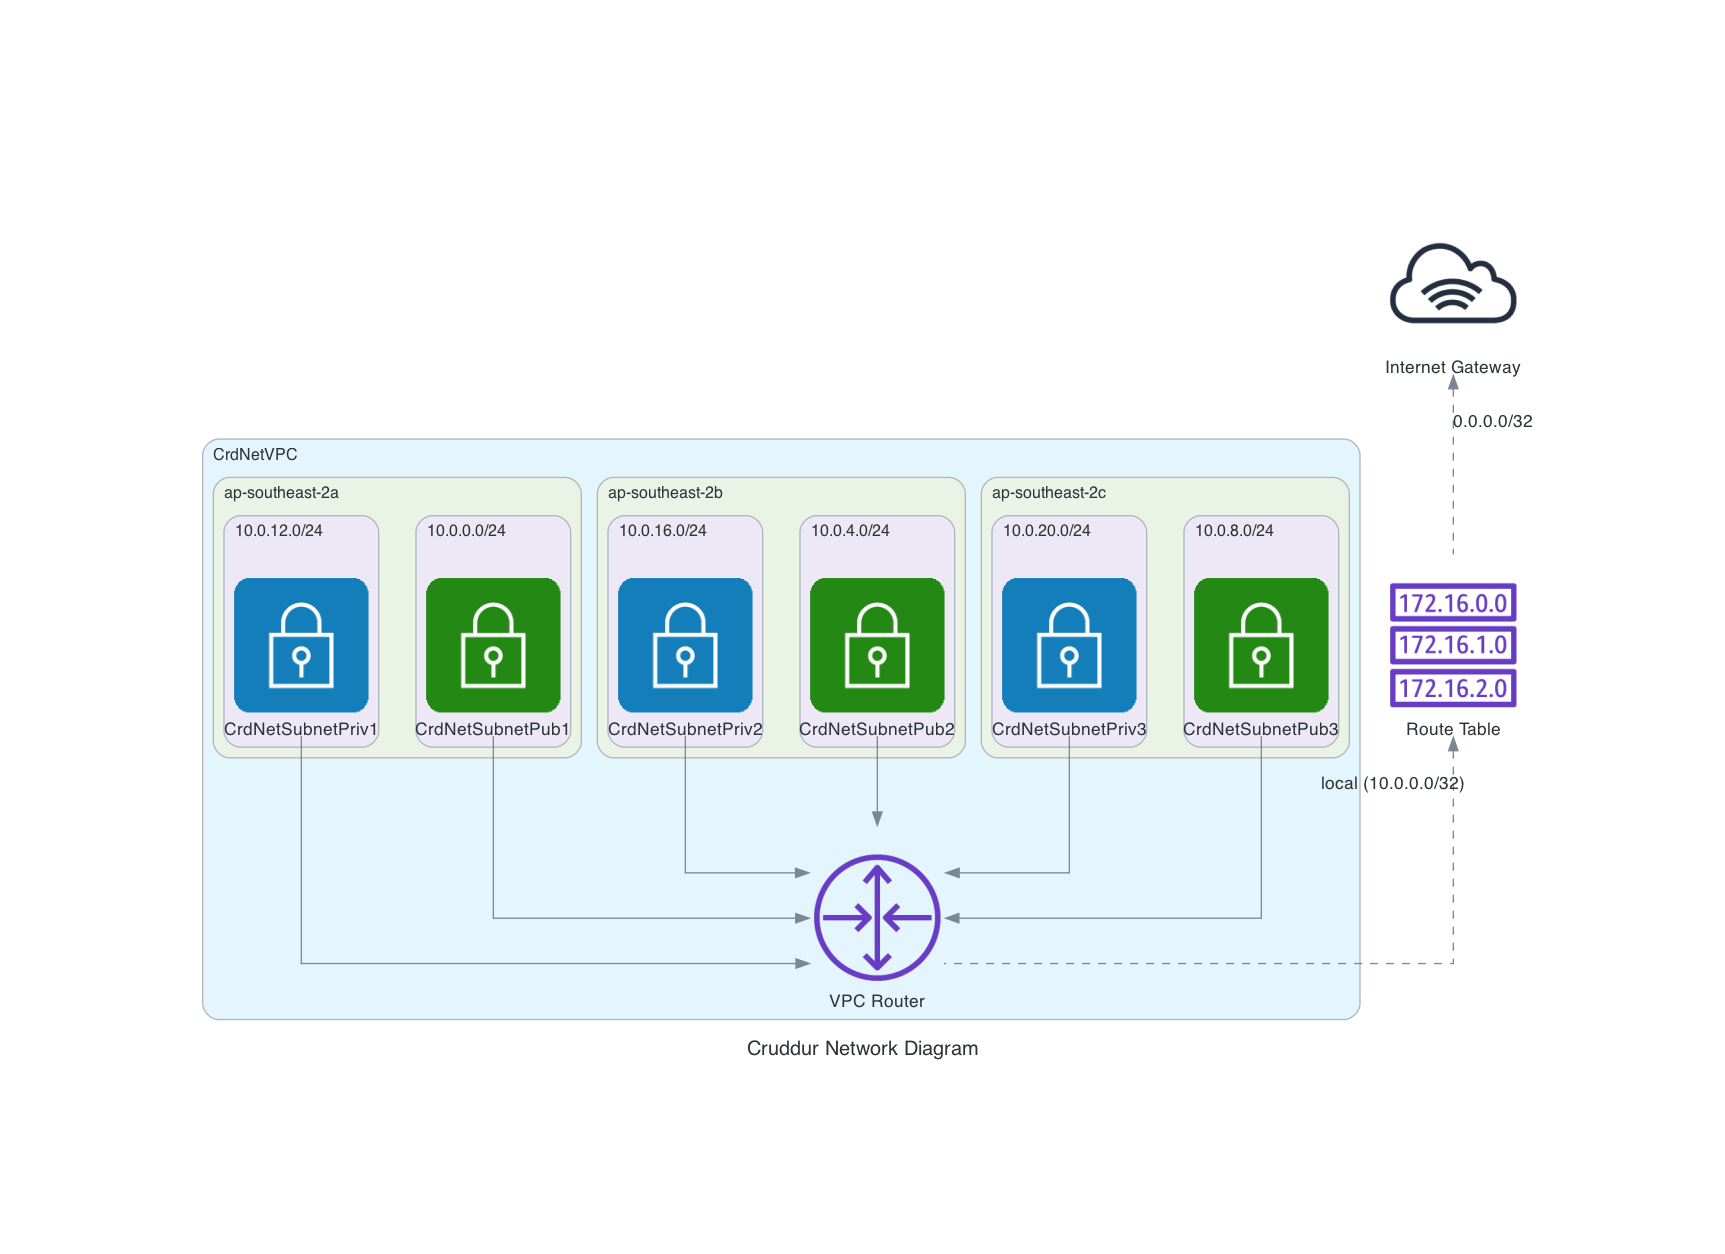 Internet Gateway
0.0.0.0/32
CrdNetVPC
ap-southeast-2a
ap-southeast-2b
ap-southeast-2c
10.0.12.0/24
10.0.0.0/24
10.0.16.0/24
10.0.4.0/24
10.0.20.0/24
10.0.8.0/24
172.16.0.0
172.16.1.0
172.16.2.0
CrdNetSubnetPriv1
CrdNetSubnetPub1
CrdNetSubnetPriv2
CrdNetSubnetPub2
CrdNetSubnetPriv3
CrdNetSubnetPub3
Route Table
local (10.0.0.0/32)
VPC Router
Cruddur Network Diagram